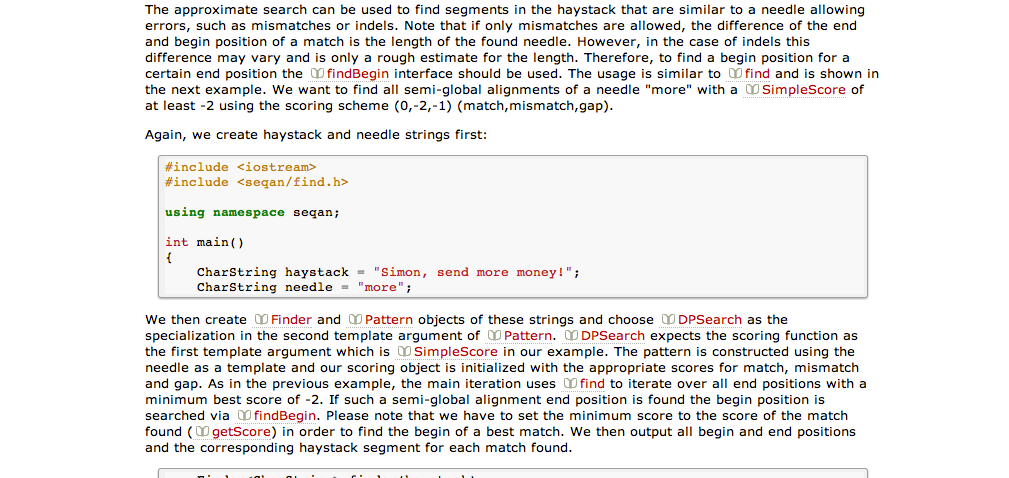 The approximate search can be used to find segments in the haystack that are similar to a needle allowing
errors, such as mismatches or indels. Note that if only mismatches are allowed, the difference of the end
and begin position of a match is the length of the found needle. However, in the case of indels this
difference may vary and is only a rough estimate for the length. Therefore, to find a begin position for a
certain end position the findBegin interface should be used. The usage is similar to find and is shown in
the next example. We want to find all semi-global alignments of a needle "more" with a SimpleScore of
at least -2 using the scoring scheme (0,-2,-1) (match,mismatch,gap).
Again, we create haystack and needle strings first:
#include <iostream>
#include <seqan/find.h>
using namespace seqan;
int main()
{
CharString haystack = "Simon, send more money!";
CharString needle = "more";
We then create Finder and Pattern objects of these strings and choose DPSearch as the
specialization in the second template argument of Pattern. DPSearch expects the scoring function as
the first template argument which is SimpleScore in our example. The pattern is constructed using the
needle as a template and our scoring object is initialized with the appropriate scores for match, mismatch
and gap. As in the previous example, the main iteration uses find to iterate over all end positions with a
minimum best score of -2. If such a semi-global alignment end position is found the begin position is
searched via findBegin. Please note that we have to set the minimum score to the score of the match
found ( getScore) in order to find the begin of a best match. We then output all begin and end positions
and the corresponding haystack segment for each match found.